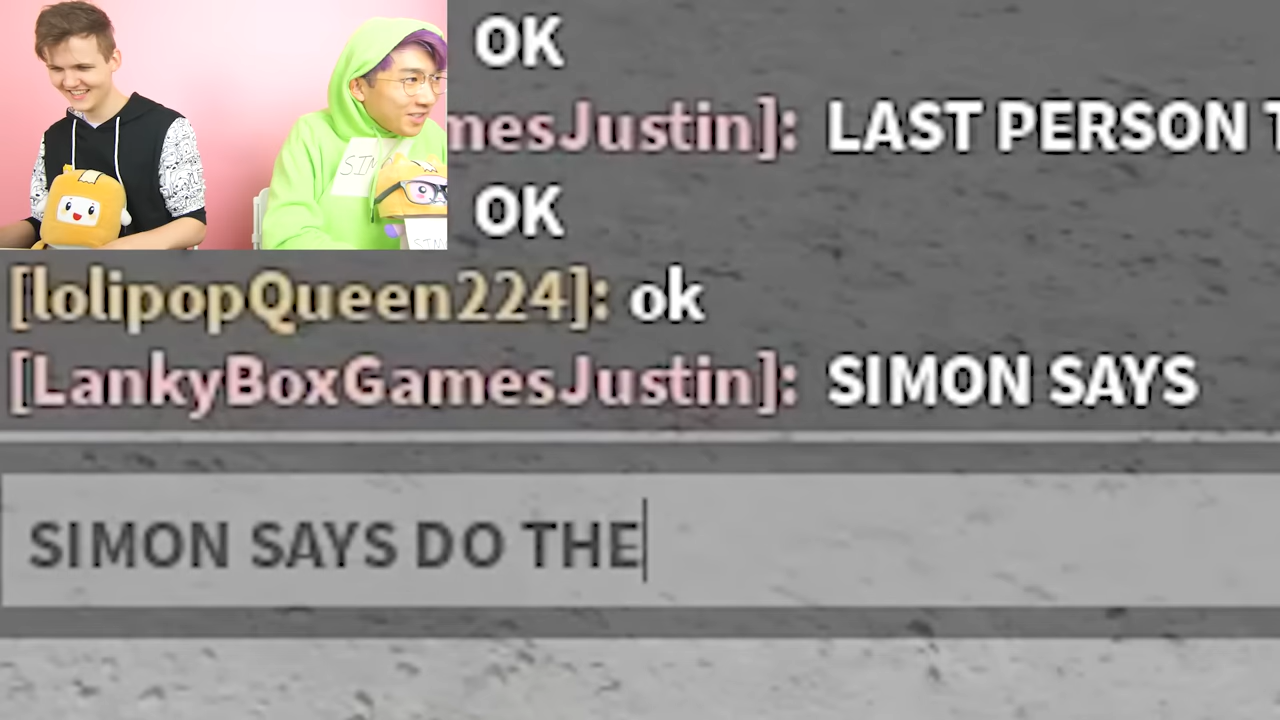 OK
mesJustin]: LAST PERSON
OK
[lolipopQueen224]: ok
[LankyBoxGamesJustin]: SIMON SAYS
SIMON SAYS DO THE